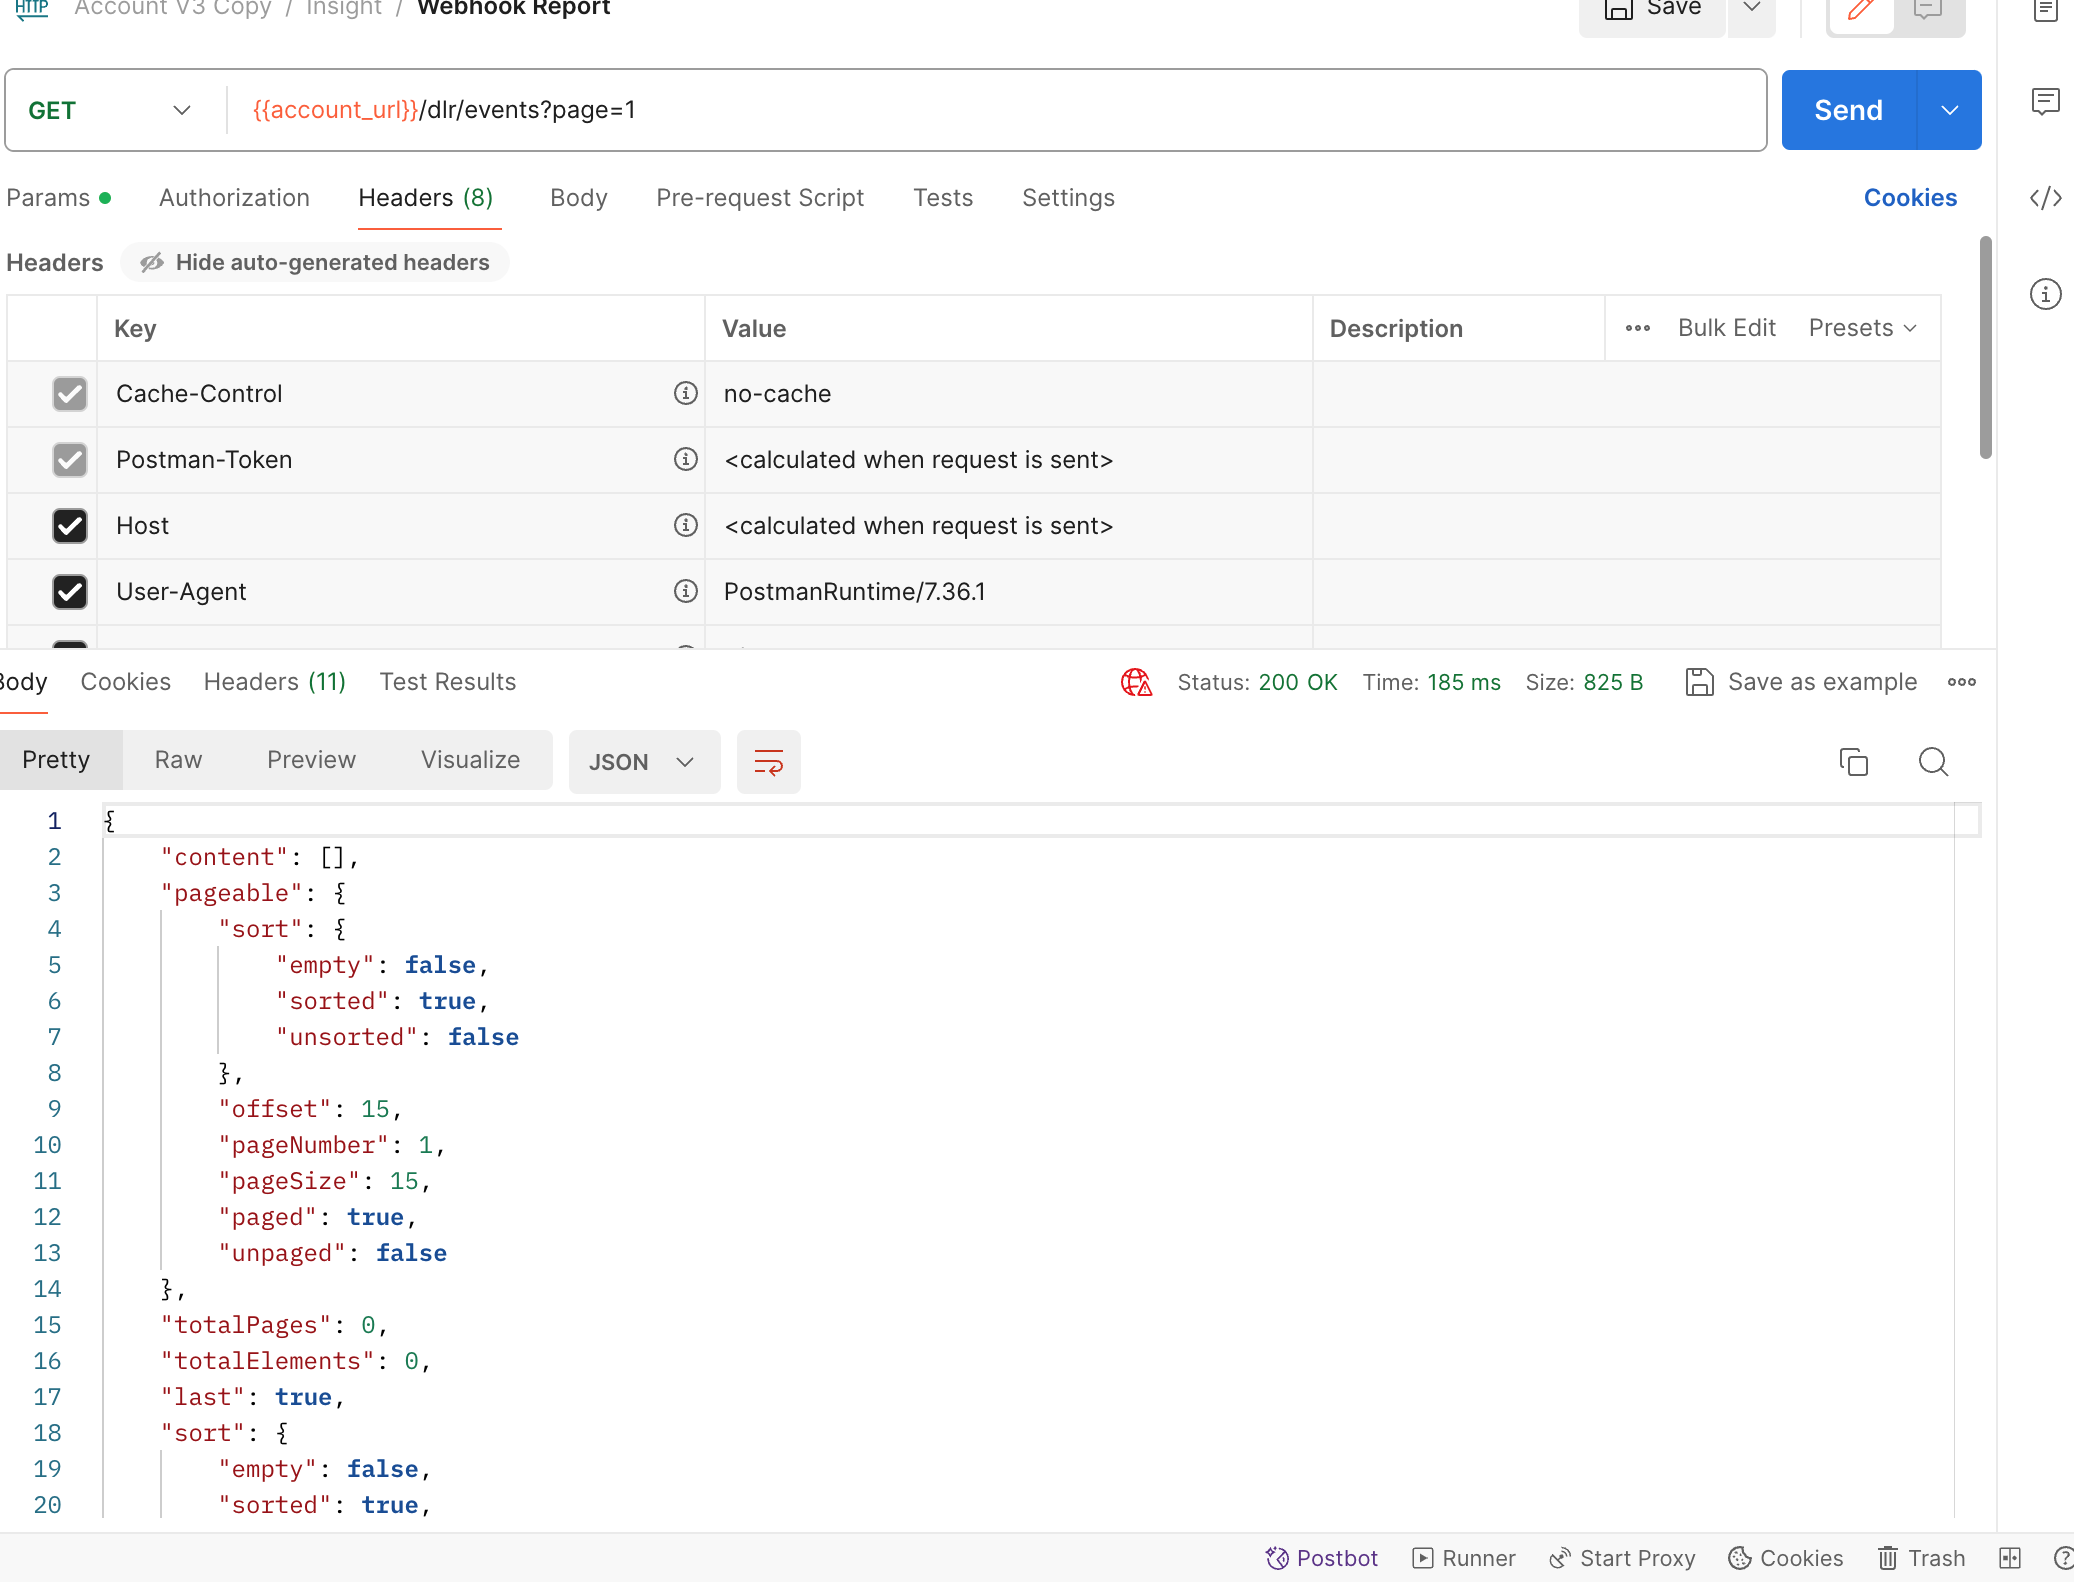 HTTP Account V3 Copy / Insight / Webhook Report Save
GET {{account_url}}/dlr/events?page=1 Send
Params Authorization Headers (8) Body Pre-request Script Tests Settings Cookies
Headers Hide auto-generated headers
Key Value Description Bulk Edit Presets
Cache-Control no-cache
Postman-Token <calculated when request is sent>
Host <calculated when request is sent>
User-Agent PostmanRuntime/7.36.1
Body Cookies Headers (11) Test Results Status: 200 OK Time: 185 ms Size: 825 B Save as example
Pretty Raw Preview Visualize JSON
1 {
2 "content": [],
3 "pageable": {
4 "sort": {
5 "empty": false,
6 "sorted": true,
7 "unsorted": false
8 },
9 "offset": 15,
10 "pageNumber": 1,
11 "pageSize": 15,
12 "paged": true,
13 "unpaged": false
14 },
15 "totalPages": 0,
16 "totalElements": 0,
17 "last": true,
18 "sort": {
19 "empty": false,
20 "sorted": true,
Postbot Runner Start Proxy Cookies Trash